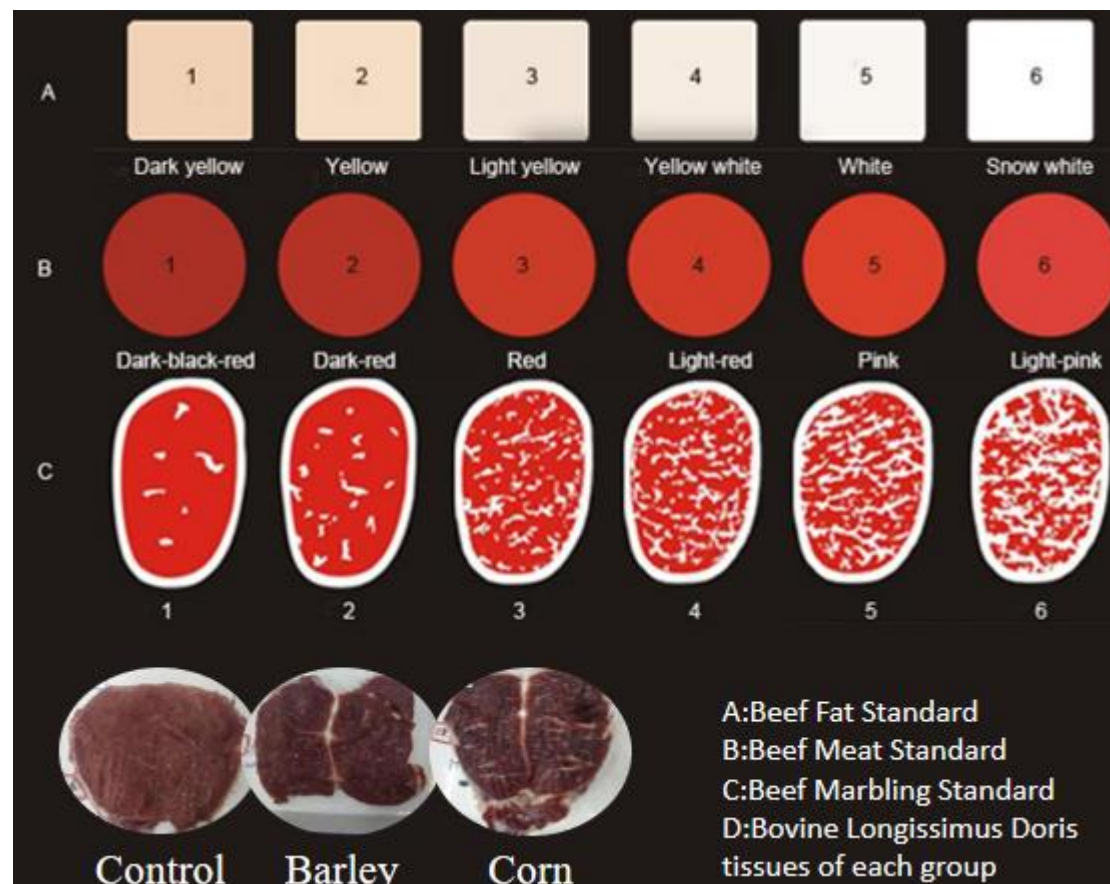 A
1 2 3 4 5 6
Dark yellow Yellow Light yellow Yellow white White Snow white
B
1 2 3 4 5 6
Dark-black-red Dark-red Red Light-red Pink Light-pink
C
1 2 3 4 5 6
Control Barley Corn
A:Beef Fat Standard
B:Beef Meat Standard
C:Beef Marbling Standard
D:Bovine Longissimus Doris
tissues of each group